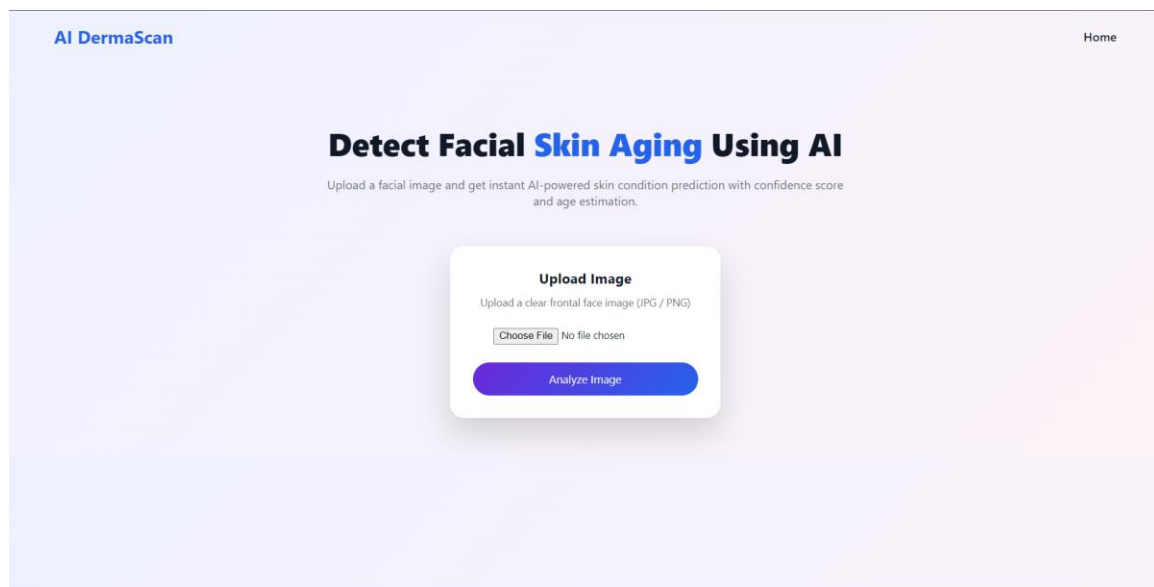 AI DermaScan
Home
Detect Facial Skin Aging Using AI
Upload a facial image and get instant AI-powered skin condition prediction with confidence score
and age estimation.
Upload Image
Upload a clear frontal face image (JPG / PNG)
Choose File No file chosen
Analyze Image